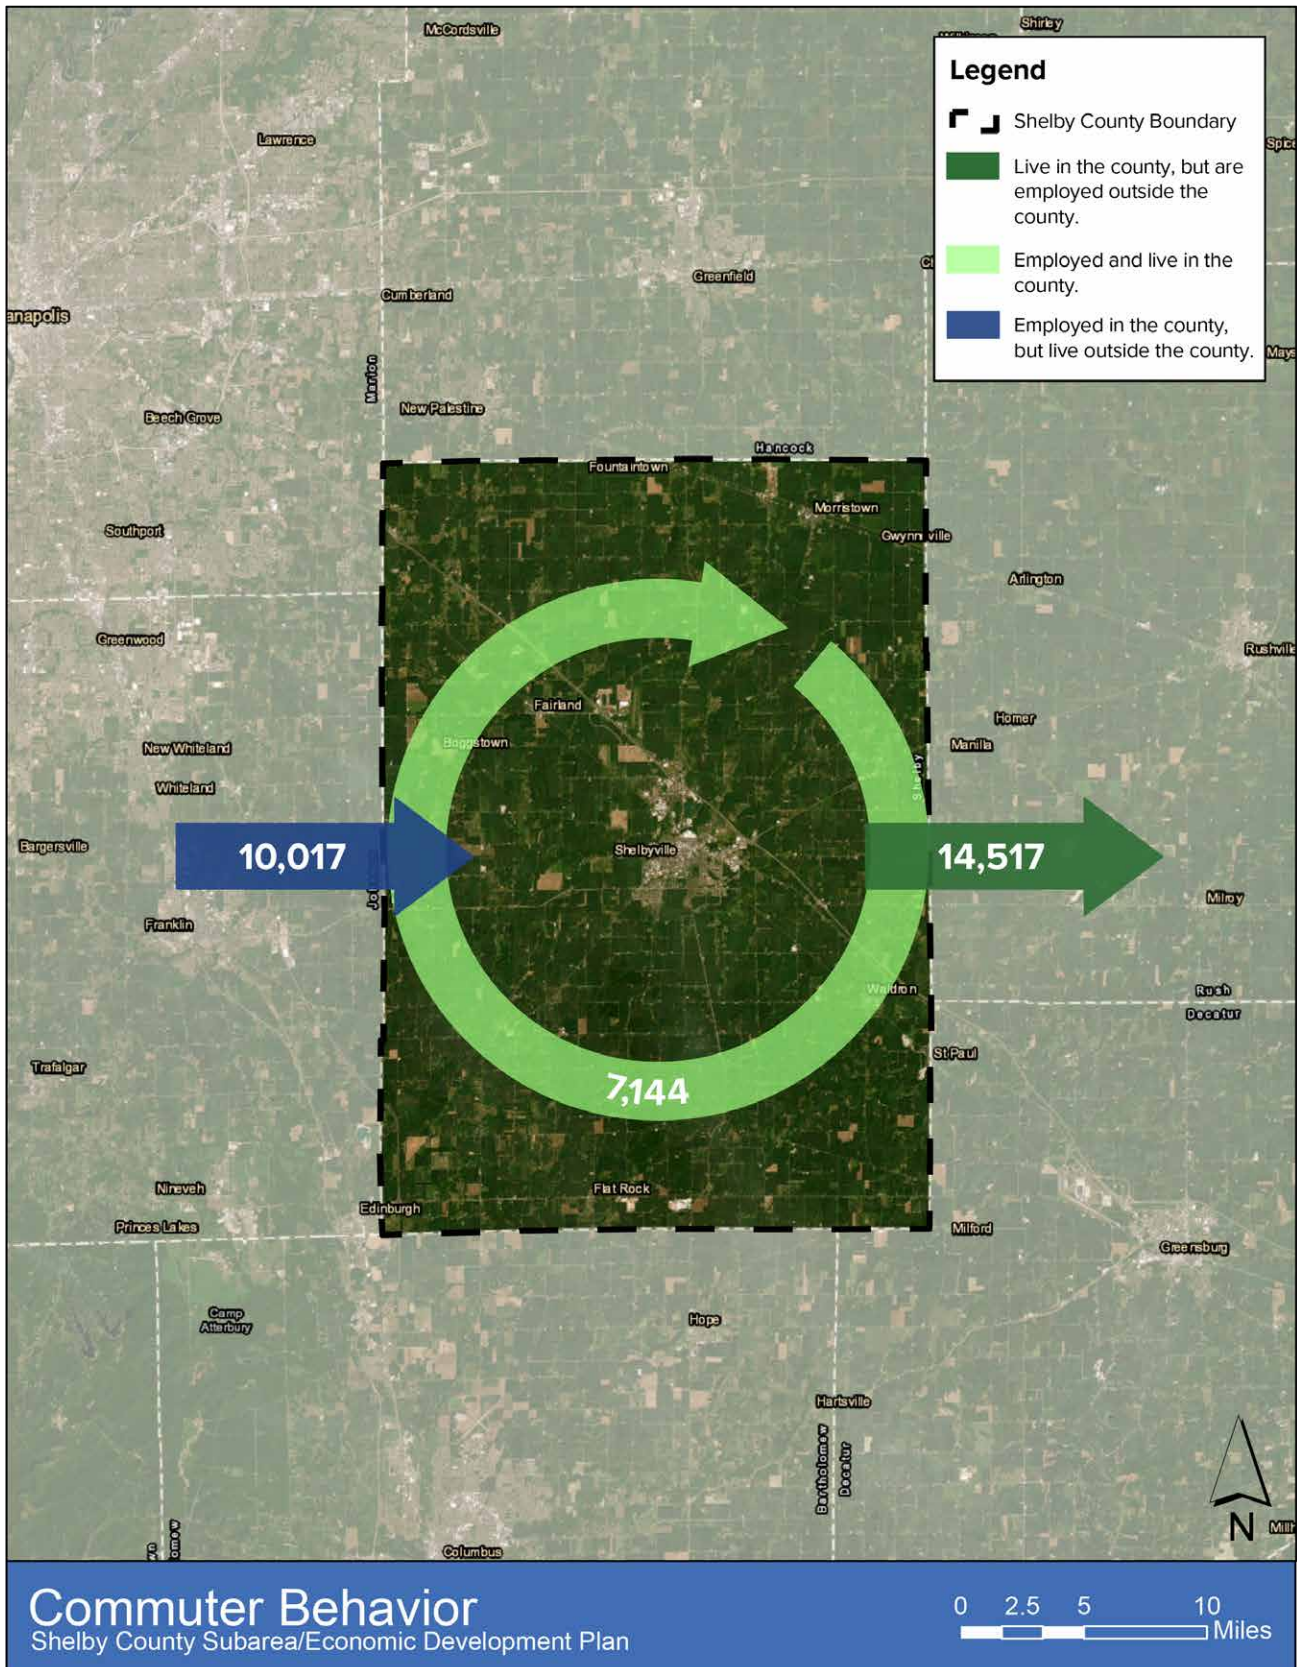 McCordsville
Shirley
Legend
Shelby County Boundary
Live in the county, but are
employed outside the
county.
Employed and live in the
county.
Employed in the county,
but live outside the county.
Lawrence
Greenfield
Cumberland
anapolis
Marion
New Palestine
Beech Grove
Hancock
Fountaintown
Morristown
Gwynneville
Southport
Arlington
Greenwood
Rushville
Fairland
Homer
Boggstown
Manilla
New Whiteland
Shelby
Whiteland
Bargersville
10,017
Shelbyville
14,517
Milroy
Franklin
Waldron
Rush
Decatur
St Paul
Trafalgar
7,144
Nineveh
Flat Rock
Edinburgh
Princes Lakes
Milford
Greensburg
Camp
Atterbury
Hope
Hartsville
Bartholomew
Decatur
N
Columbus
Commuter Behavior
Shelby County Subarea/Economic Development Plan
0 2.5 5 10
Miles